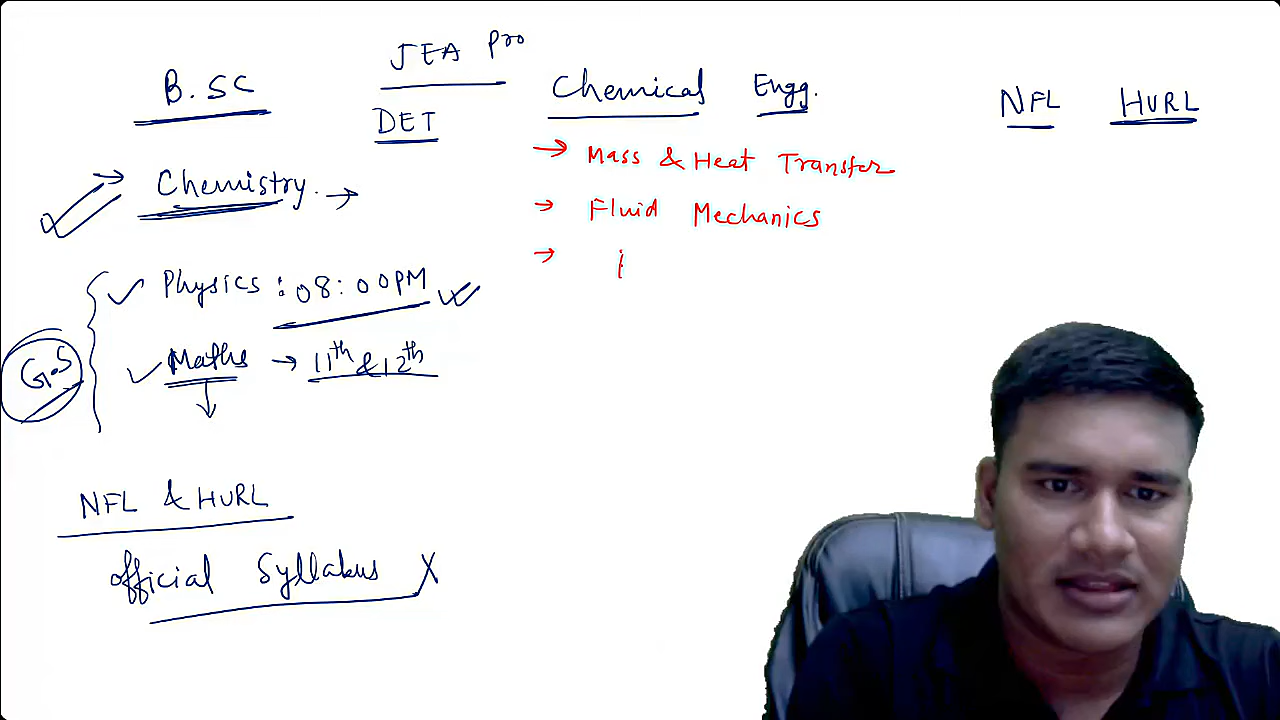 B.SC
JEA Pro
DET
Chemical Engg.
NFL HURL
→ Mass & Heat Transfer
→ Chemistry. →
→ Fluid Mechanics
→
✓ Physics : 08:00PM ✓
G.S
✓ Maths → 11th & 12th
NFL & HURL
official Syllabus X